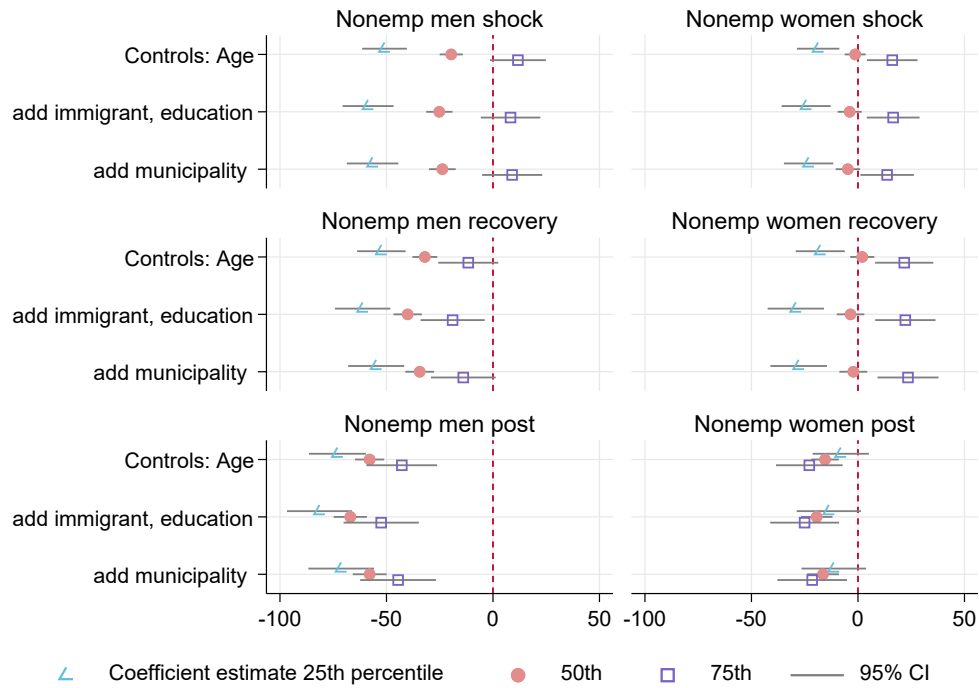 Nonemp men shock
Nonemp women shock
Controls: Age
add immigrant, education
add municipality
Nonemp men recovery
Nonemp women recovery
Controls: Age
add immigrant, education
add municipality
Nonemp men post
Nonemp women post
Controls: Age
add immigrant, education
add municipality
-100 -50 0 50 -100 -50 0 50
Coefficient estimate 25th percentile 50th 75th 95% CI